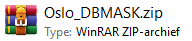 Oslo_DBMASK.zip
Type: WinRAR ZIP-archief